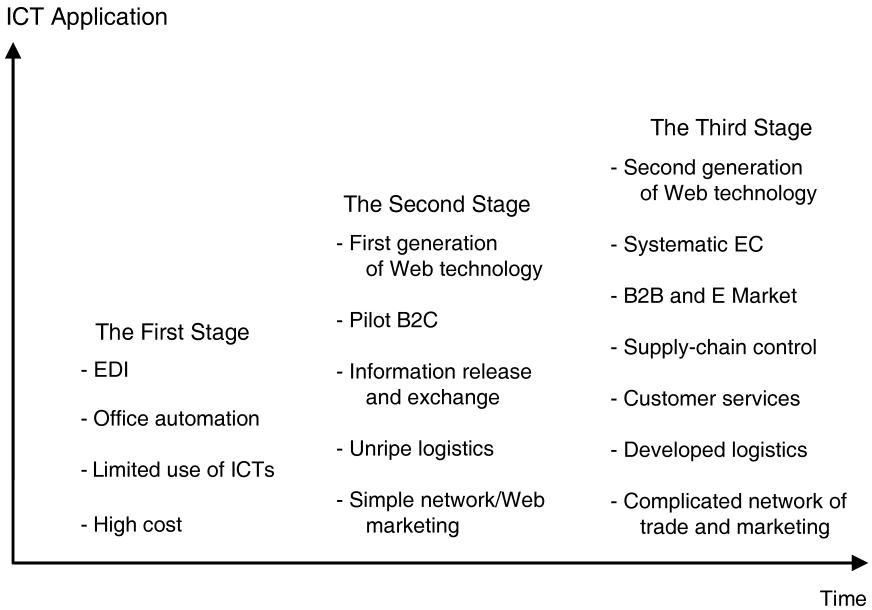 ICT Application
The First Stage
- EDI
- Office automation
- Limited use of ICTs
- High cost
The Second Stage
- First generation
of Web technology
- Pilot B2C
- Information release
and exchange
- Unripe logistics
- Simple network/Web
marketing
The Third Stage
- Second generation
of Web technology
- Systematic EC
- B2B and E Market
- Supply-chain control
- Customer services
- Developed logistics
- Complicated network of
trade and marketing
Time